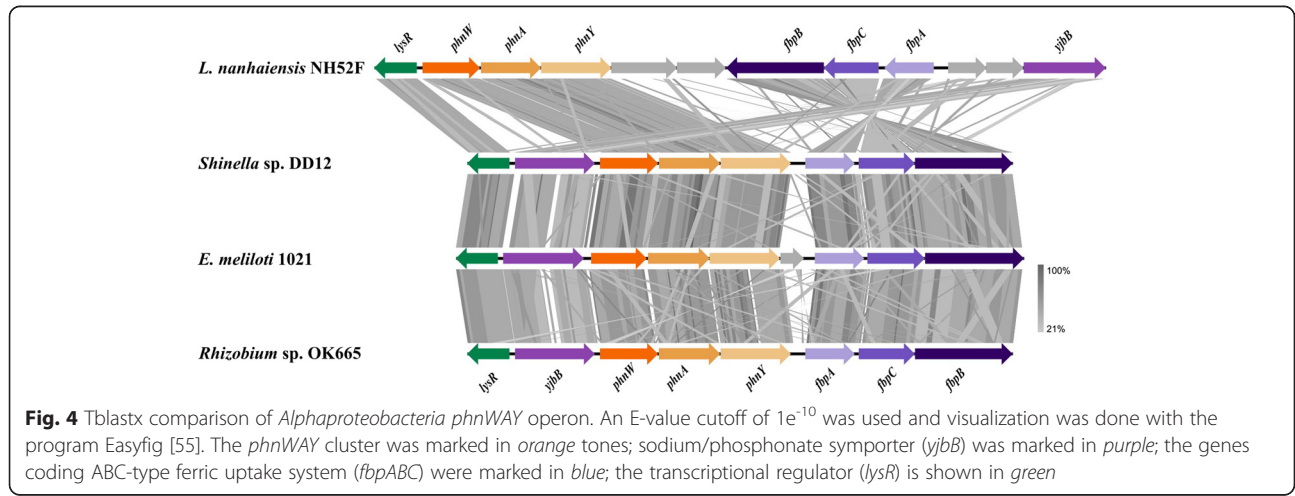 lysR phnW phnA phnY fbpB fbpC fbpA yjbB
L. nanhaiensis NH52F
Shinella sp. DD12
E. meliloti 1021
100%
21%
Rhizobium sp. OK665
lysR yjbB phnW phnA phnY fbpA fbpC fbpB
Fig. 4 Tblastx comparison of Alphaproteobacteria phnWAY operon. An E-value cutoff of 1e⁻¹⁰ was used and visualization was done with the
program Easyfig [55]. The phnWAY cluster was marked in orange tones; sodium/phosphonate symporter (yjbB) was marked in purple; the genes
coding ABC-type ferric uptake system (fbpABC) were marked in blue; the transcriptional regulator (lysR) is shown in green